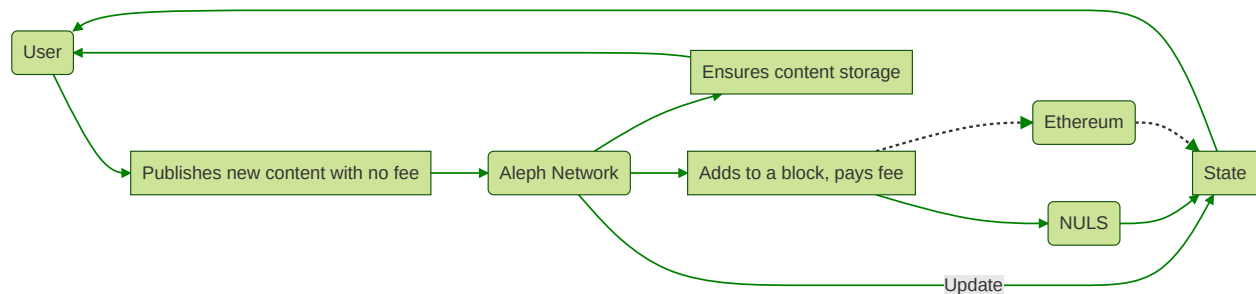 User
Ensures content storage
Ethereum
Publishes new content with no fee
Aleph Network
Adds to a block, pays fee
State
NULS
Update